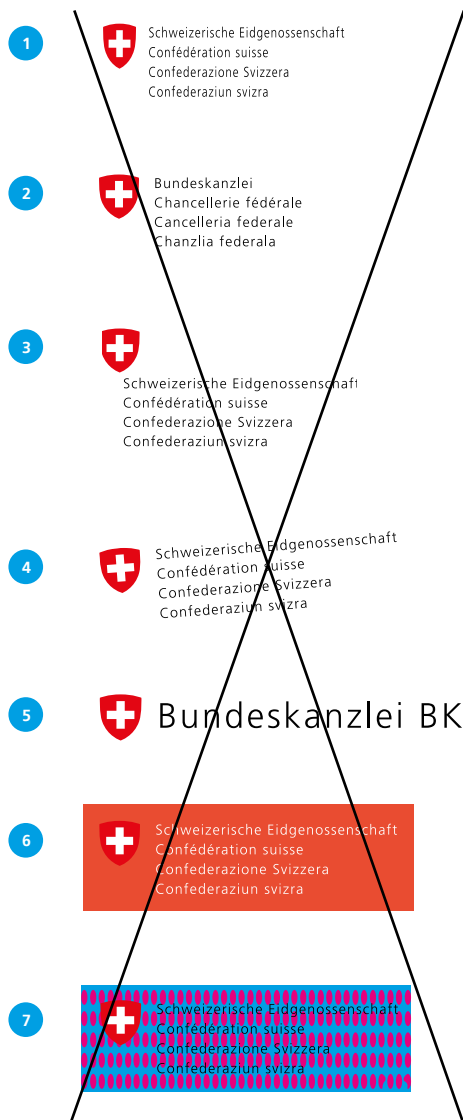 1
Schweizerische Eidgenossenschaft
Confédération suisse
Confederazione Svizzera
Confederaziun svizra
2
Bundeskanzlei
Chancellerie fédérale
Cancelleria federale
Chanzlia federala
3
Schweizerische Eidgenossenschaft
Confédération suisse
Confederazione Svizzera
Confederaziun svizra
4
Schweizerische Eidgenossenschaft
Confédération suisse
Confederazione Svizzera
Confederaziun svizra
5
Bundeskanzlei BK
6
Schweizerische Eidgenossenschaft
Confédération suisse
Confederazione Svizzera
Confederaziun svizra
7
Schweizerische Eidgenossenschaft
Confédération suisse
Confederazione Svizzera
Confederaziun svizra